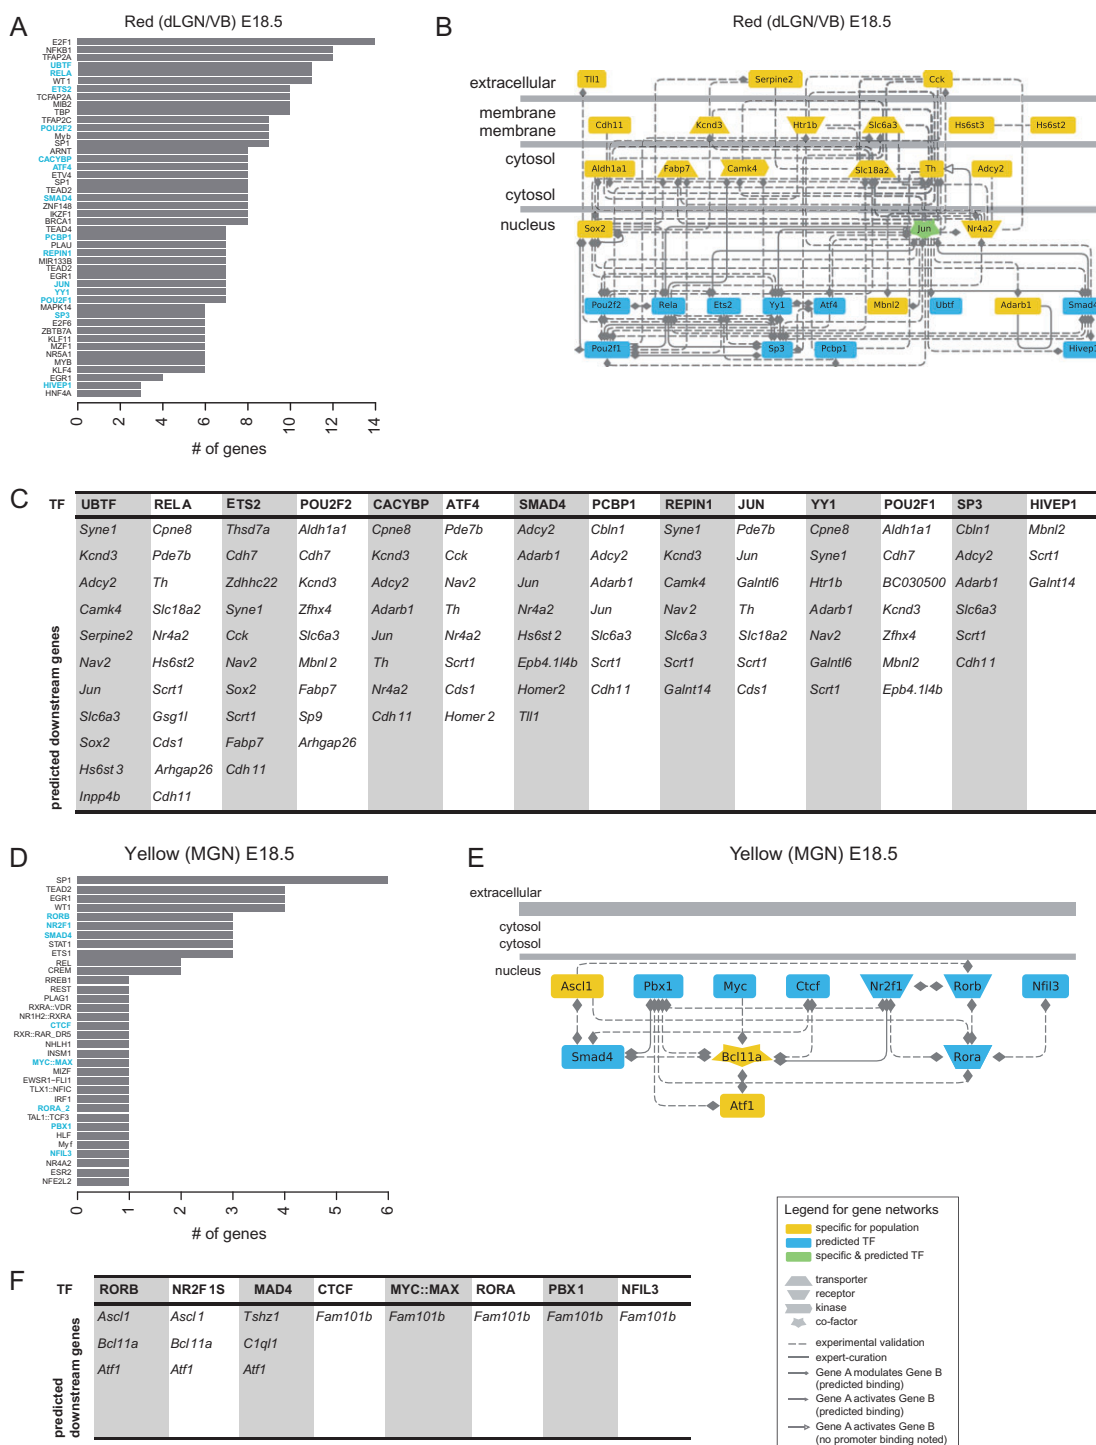 A
Red (dLGN/VB) E18.5
E2F1
NFKB1
TFAP2A
UBTF
RELA
WT1
ETS2
TCFAP2A
MIB2
TBP
TFAP2C
POU2F2
Myb
SP1
ARNT
CACYBP
ATF4
ETV4
SP1
TEAD2
SMAD4
ZNF148
IKZF1
BRCA1
TEAD4
PCBP1
PLAU
REPIN1
MIR133B
TEAD2
EGR1
JUN
YY1
POU2F1
MAPK14
SP3
E2F6
ZBTB7A
KLF11
MZF1
NR5A1
MYB
KLF4
EGR1
HIVEP1
HNF4A
0 2 4 6 8 10 12 14
# of genes
B
Red (dLGN/VB) E18.5
extracellular
membrane
membrane
cytosol
cytosol
nucleus
Tll1 Serpine2 Cck
Cdh11 Kcnd3 Htr1b Slc6a3 Hs6st3 Hs6st2
Aldh1a1 Fabp7 Camk4 Slc18a2 Th Adcy2
Sox2 Jun Nr4a2
Pou2f2 Rela Ets2 Yy1 Atf4 Mbnl2 Ubtf Adarb1 Smad4
Pou2f1 Sp3 Pcbp1 Hivep1
C
TF UBTF RELA ETS2 POU2F2 CACYBP ATF4 SMAD4 PCBP1 REPIN1 JUN YY1 POU2F1 SP3 HIVEP1
predicted downstream genes
Syne1 Cpne8 Thsd7a Aldh1a1 Cpne8 Pde7b Adcy2 Cbln1 Syne1 Pde7b Cpne8 Aldh1a1 Cbln1 Mbnl2
Kcnd3 Pde7b Cdh7 Cdh7 Kcnd3 Cck Adarb1 Adcy2 Kcnd3 Jun Syne1 Cdh7 Adcy2 Scrt1
Adcy2 Th Zdhhc22 Kcnd3 Adcy2 Nav2 Jun Adarb1 Camk4 Galntl6 Htr1b BC030500 Adarb1 Galnt14
Camk4 Slc18a2 Syne1 Zfhx4 Adarb1 Th Nr4a2 Jun Nav2 Th Adarb1 Kcnd3 Slc6a3
Serpine2 Nr4a2 Cck Slc6a3 Jun Nr4a2 Hs6st2 Slc6a3 Slc6a3 Slc18a2 Nav2 Zfhx4 Scrt1
Nav2 Hs6st2 Nav2 Mbnl2 Th Scrt1 Epb4.1l4b Scrt1 Scrt1 Scrt1 Galntl6 Mbnl2 Cdh11
Jun Scrt1 Sox2 Fabp7 Nr4a2 Cds1 Homer2 Cdh11 Galnt14 Cds1 Scrt1 Epb4.1l4b
Slc6a3 Gsg1l Scrt1 Sp9 Cdh11 Homer2 Tll1
Sox2 Cds1 Fabp7 Arhgap26
Hs6st3 Arhgap26 Cdh11
Inpp4b Cdh11
D
Yellow (MGN) E18.5
SP1
TEAD2
EGR1
WT1
RORB
NR2F1
SMAD4
STAT1
ETS1
REL
CREM
RREB1
REST
PLAG1
RXRA::VDR
NR1H2::RXRA
CTCF
RXR::RAR_DR5
NHLH1
INSM1
MYC::MAX
MIZF
EWSR1-FLI1
TLX1::NFIC
IRF1
RORA_2
TAL1::TCF3
PBX1
HLF
Myf
NFIL3
NR4A2
ESR2
NFE2L2
0 1 2 3 4 5 6
# of genes
E
Yellow (MGN) E18.5
extracellular
cytosol
cytosol
nucleus
Ascl1 Pbx1 Myc Ctcf Nr2f1 Rorb Nfil3
Smad4 Bcl11a Rora
Atf1
F
TF RORB NR2F1S MAD4 CTCF MYC::MAX RORA PBX1 NFIL3
predicted downstream genes
Ascl1 Ascl1 Tshz1 Fam101b Fam101b Fam101b Fam101b Fam101b
Bcl11a Bcl11a C1ql1
Atf1 Atf1 Atf1
Legend for gene networks
specific for population
predicted TF
specific & predicted TF
transporter
receptor
kinase
co-factor
experimental validation
expert-curation
Gene A modulates Gene B
(predicted binding)
Gene A activates Gene B
(predicted binding)
Gene A activates Gene B
(no promoter binding noted)